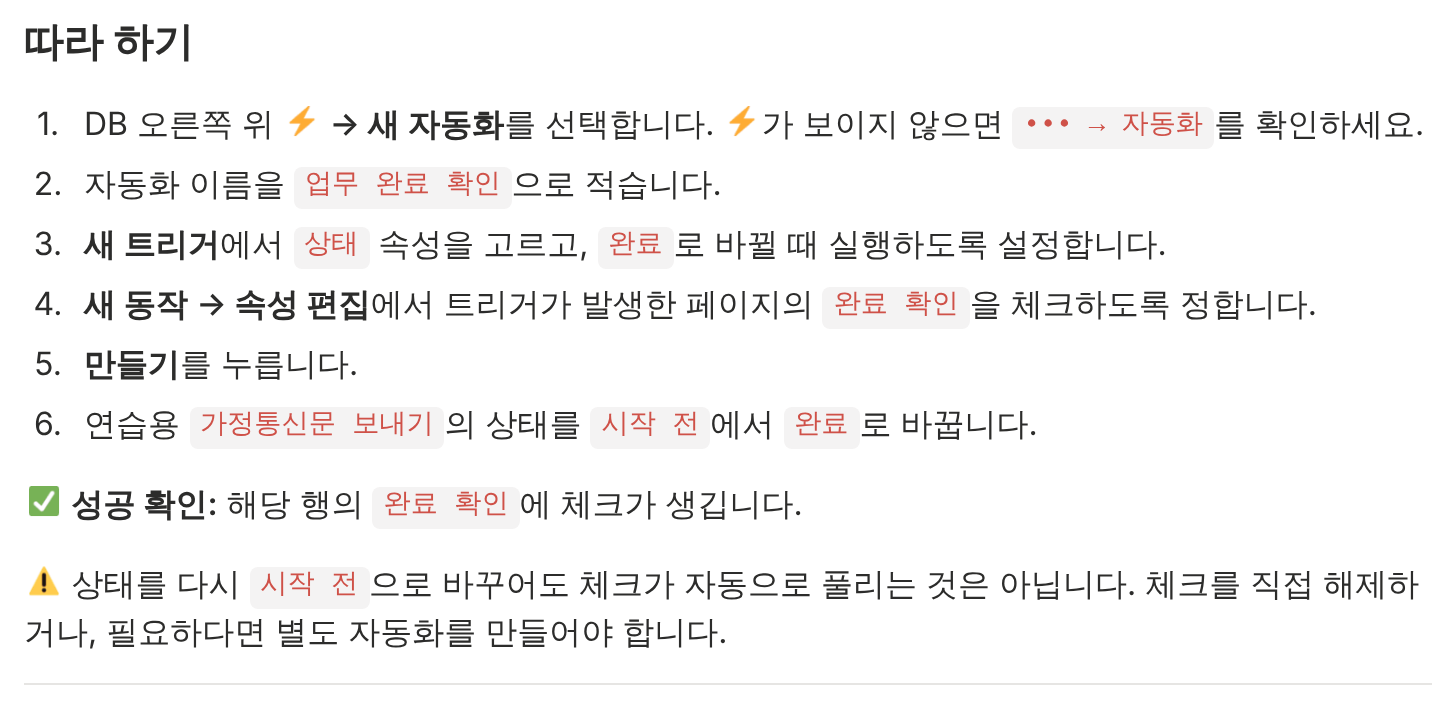 따라 하기
1. DB 오른쪽 위 ⚡ → 새 자동화를 선택합니다. ⚡가 보이지 않으면 ••• → 자동화를 확인하세요.
2. 자동화 이름을 업무 완료 확인으로 적습니다.
3. 새 트리거에서 상태 속성을 고르고, 완료로 바뀔 때 실행하도록 설정합니다.
4. 새 동작 → 속성 편집에서 트리거가 발생한 페이지의 완료 확인을 체크하도록 정합니다.
5. 만들기를 누릅니다.
6. 연습용 가정통신문 보내기의 상태를 시작 전에서 완료로 바꿉니다.
✅ 성공 확인: 해당 행의 완료 확인에 체크가 생깁니다.
⚠️ 상태를 다시 시작 전으로 바꾸어도 체크가 자동으로 풀리는 것은 아닙니다. 체크를 직접 해제하
거나, 필요하다면 별도 자동화를 만들어야 합니다.